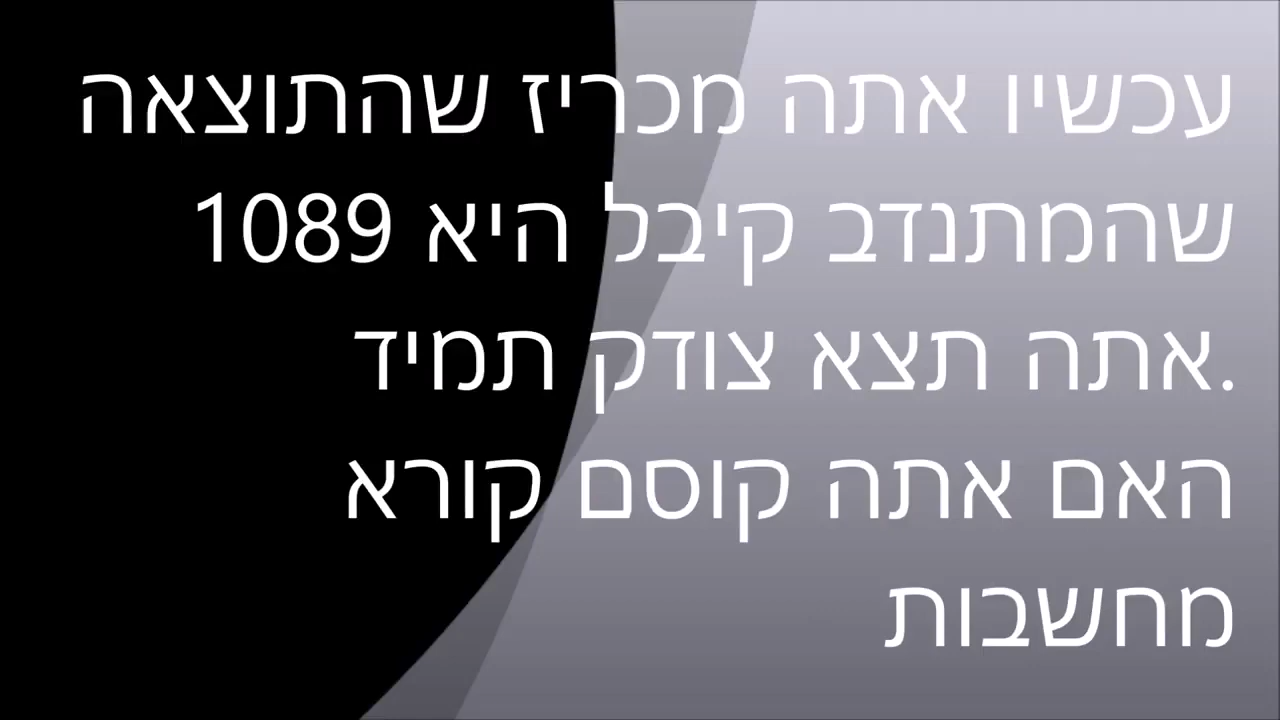 עכשיו אתה מכריז שהתוצאה
שהמתנדב קיבל היא 1089
.אתה תצא צודק תמיד
האם אתה קוסם קורא
מחשבות